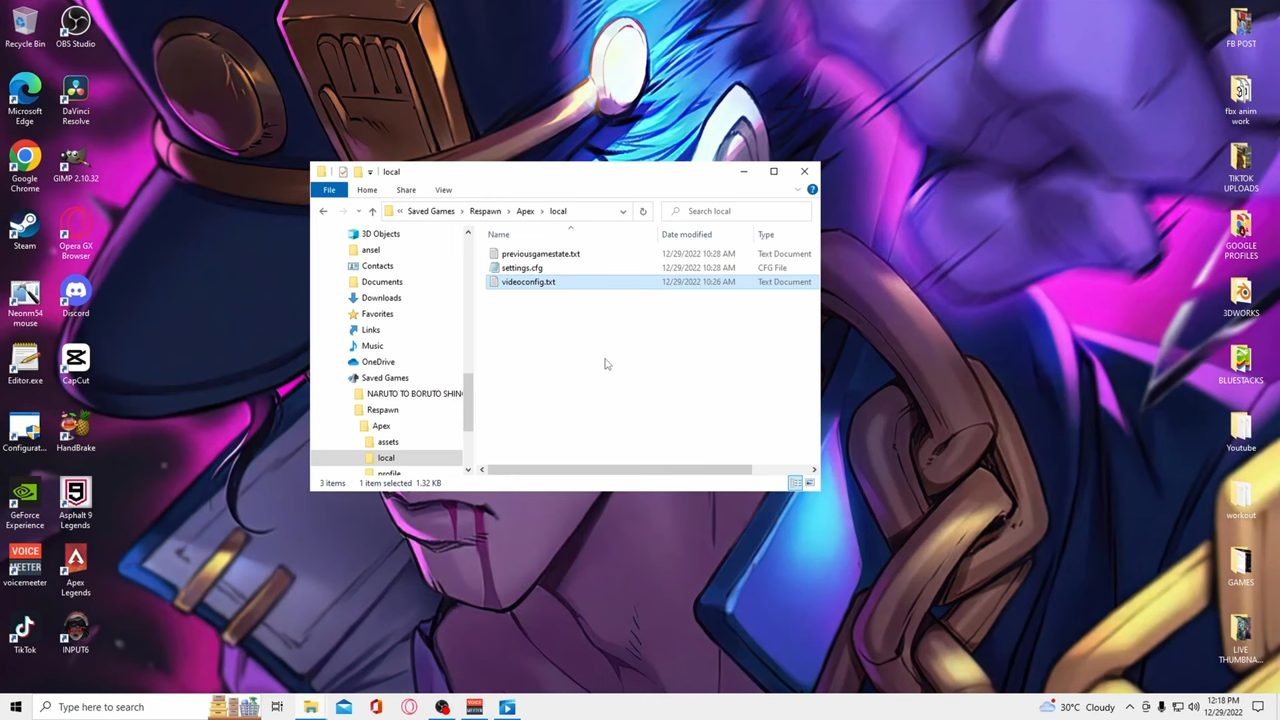 Recycle Bin
OBS Studio
Microsoft
Edge
DaVinci
Resolve
Google
Chrome
GIMP 2.10.32
Steam
Opera GX
Browser
Neonm54
mouse
Discord
Editor.exe
CapCut
Configurat...
HandBrake
GeForce
Experience
Asphalt 9
Legends
VOICE
MEETER
voicemeeter
Apex
Legends
TikTok
INPUT6
local
File
Home
Share
View
« Saved Games > Respawn > Apex > local
Search local
3D Objects
ansel
Contacts
Documents
Downloads
Favorites
Links
Music
OneDrive
Saved Games
NARUTO TO BORUTO SHIN
Respawn
Apex
assets
local
profile
Name
Date modified
Type
previousgamestate.txt
12/29/2022 10:28 AM
Text Document
settings.cfg
12/29/2022 10:28 AM
CFG File
videoconfig.txt
12/29/2022 10:26 AM
Text Document
3 items
1 item selected 1.32 KB
FB POST
fbx anim
work
TIKTOK
UPLOADS
GOOGLE
PROFILES
3DWORKS
BLUESTACKS
Youtube
workout
GAMES
LIVE
THUMBNA...
Type here to search
VOICE
MEETER
30°C Cloudy
12:18 PM
12/29/2022